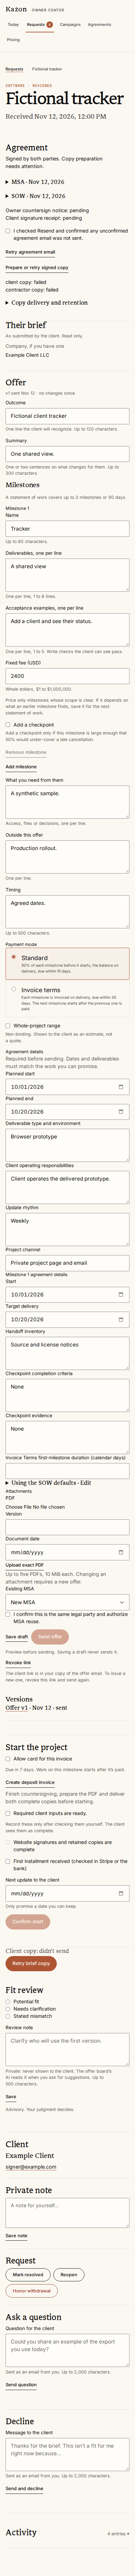 Kazon OWNER CENTER
Today Requests 4 Campaigns Agreements
Pricing
Requests Fictional tracker
SOFTWARE · REVISED
Fictional tracker
Received Nov 12, 2026, 12:00 PM
Agreement
Signed by both parties. Copy preparation
needs attention.
MSA · Nov 12, 2026
SOW · Nov 12, 2026
Owner countersign notice: pending
Client signature receipt: pending
I checked Resend and confirmed any unconfirmed
agreement email was not sent.
Retry agreement email
Prepare or retry signed copy
client copy: failed
contractor copy: failed
Copy delivery and retention
Their brief
As submitted by the client. Read only.
Company, if you have one
Example Client LLC
Offer
v1 sent Nov 12 · no changes since
Outcome
Fictional client tracker
One line the client will recognize. Up to 120 characters.
Summary
One shared view.
One or two sentences on what changes for them. Up to
300 characters.
Milestones
A statement of work covers up to 3 milestones or 90 days.
Milestone 1
Name
Tracker
Up to 80 characters.
Deliverables, one per line
A shared view
One per line, 1 to 8 lines.
Acceptance examples, one per line
Add a client and see their status.
One per line, 1 to 5. Write checks the client can see pass.
Fixed fee (USD)
2400
Whole dollars, $1 to $1,000,000.
Price only milestones whose scope is clear. If it depends on
what an earlier milestone finds, save it for the next
statement of work.
Add a checkpoint
Add a checkpoint only if this milestone is large enough that
50% would under-cover a late cancellation.
Remove milestone
Add milestone
What you need from them
A synthetic sample.
Access, files or decisions, one per line.
Outside this offer
Production rollout.
One per line.
Timing
Agreed dates.
Up to 500 characters.
Payment mode
Standard
50% of each milestone before it starts, the balance on
delivery, due within 15 days.
Invoice terms
Each milestone is invoiced on delivery, due within 30
days. The next milestone starts after the previous one is
paid.
Whole-project range
Non-binding. Shown to the client as an estimate, not
a quote.
Agreement details
Required before sending. Dates and deliverables
must match the work you can promise.
Planned start
10/01/2026
Planned end
10/20/2026
Deliverable type and environment
Browser prototype
Client operating responsibilities
Client operates the delivered prototype.
Update rhythm
Weekly
Project channel
Private project page and email
Milestone 1 agreement details
Start
10/01/2026
Target delivery
10/20/2026
Handoff inventory
Source and license notices
Checkpoint completion criteria
None
Checkpoint evidence
None
Invoice Terms first-milestone duration (calendar days)
Using the SOW defaults · Edit
Attachments
PDF
Choose File No file chosen
Version
Document date
mm/dd/yyyy
Upload exact PDF
Up to five PDFs, 10 MiB each. Changing an
attachment requires a new offer.
Existing MSA
New MSA
I confirm this is the same legal party and authorize
MSA reuse.
Save draft Send offer
Preview before sending. Saving a draft never sends it.
Revoke link
The client link is in your copy of the offer email. To issue a
new one, revoke this link and send again.
Versions
Offer v1 · Nov 12 · sent
Start the project
Allow card for this invoice
Due in 7 days. Work on this milestone starts after it's paid.
Create deposit invoice
Finish countersigning, prepare the PDF and deliver
both complete copies before starting.
Required client inputs are ready.
Record these only after checking them yourself. The client
sees them as complete.
Website signatures and retained copies are
complete
First installment received (checked in Stripe or the
bank)
Next update to the client
mm/dd/yyyy
Only promise a date you can keep.
Confirm start
Client copy: didn't send
Retry brief copy
Fit review
Potential fit
Needs clarification
Stated mismatch
Review note
Clarify who will use the first version.
Private: never shown to the client. The offer board's
AI reads it when you ask for suggestions. Up to
500 characters.
Save
Advisory. Your judgment decides.
Client
Example Client
signer@example.com
Private note
A note for yourself...
Save note
Request
Mark resolved Reopen
Honor withdrawal
Ask a question
Question for the client
Could you share an example of the export
you use today?
Sent as an email from you. Up to 2,000 characters.
Send question
Decline
Message to the client
Thanks for the brief. This isn't a fit for me
right now because...
Sent as an email from you. Up to 2,000 characters.
Send and decline
Activity 4 entries